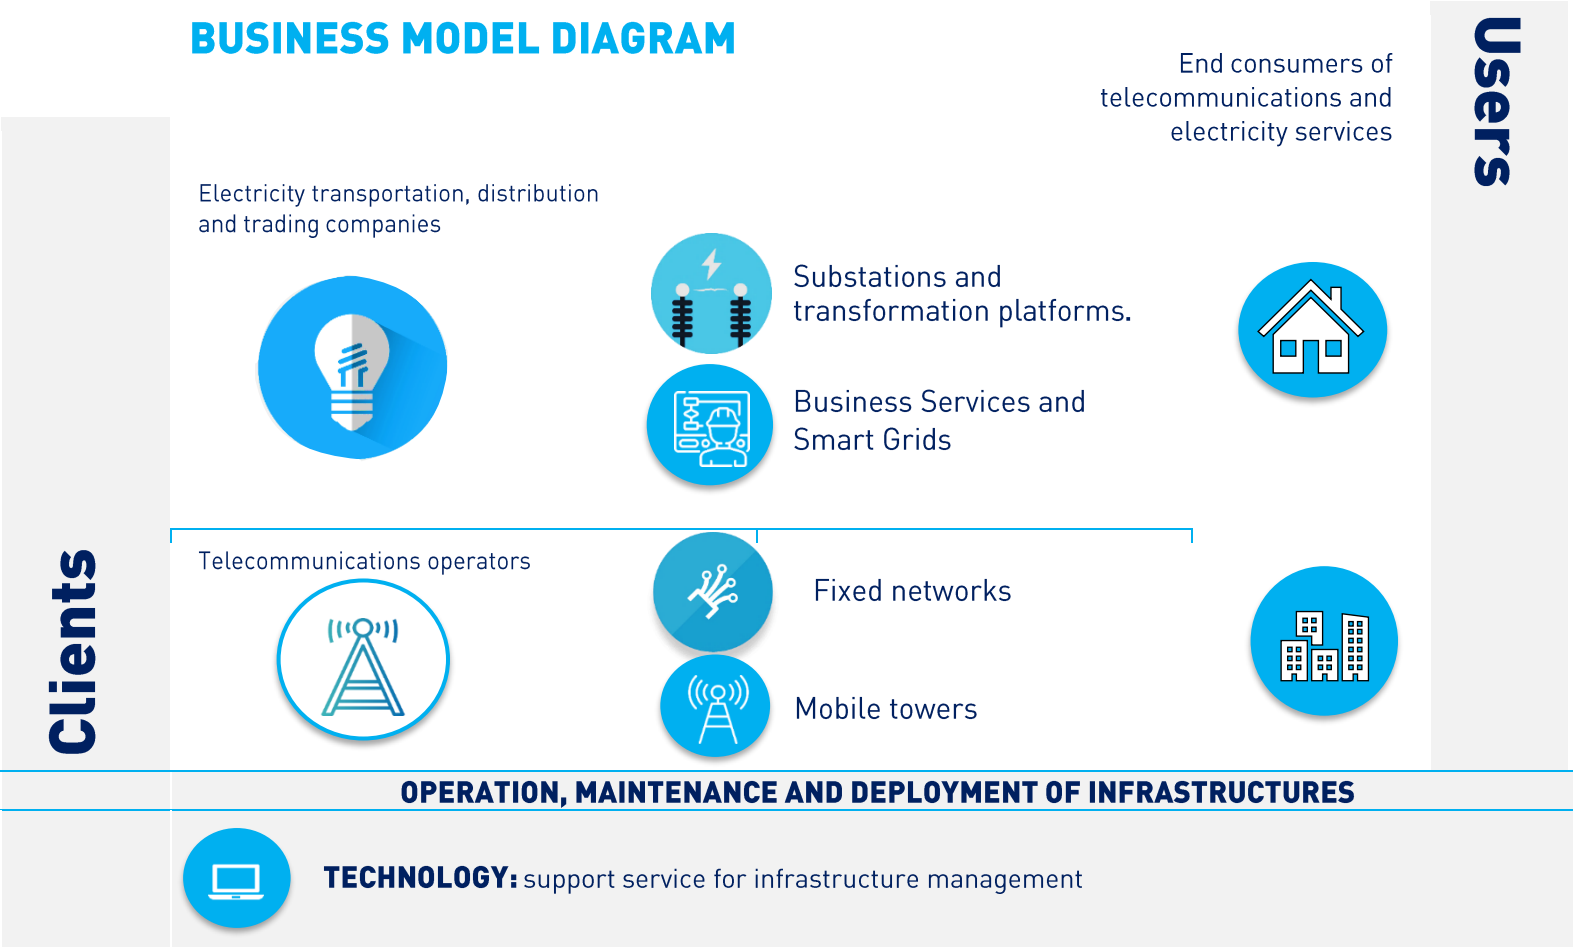 BUSINESS MODEL DIAGRAM
Users
End consumers of
telecommunications and
electricity services
Clients
Electricity transportation, distribution
and trading companies
Substations and
transformation platforms.
Business Services and
Smart Grids
Telecommunications operators
Fixed networks
Mobile towers
OPERATION, MAINTENANCE AND DEPLOYMENT OF INFRASTRUCTURES
TECHNOLOGY: support service for infrastructure management